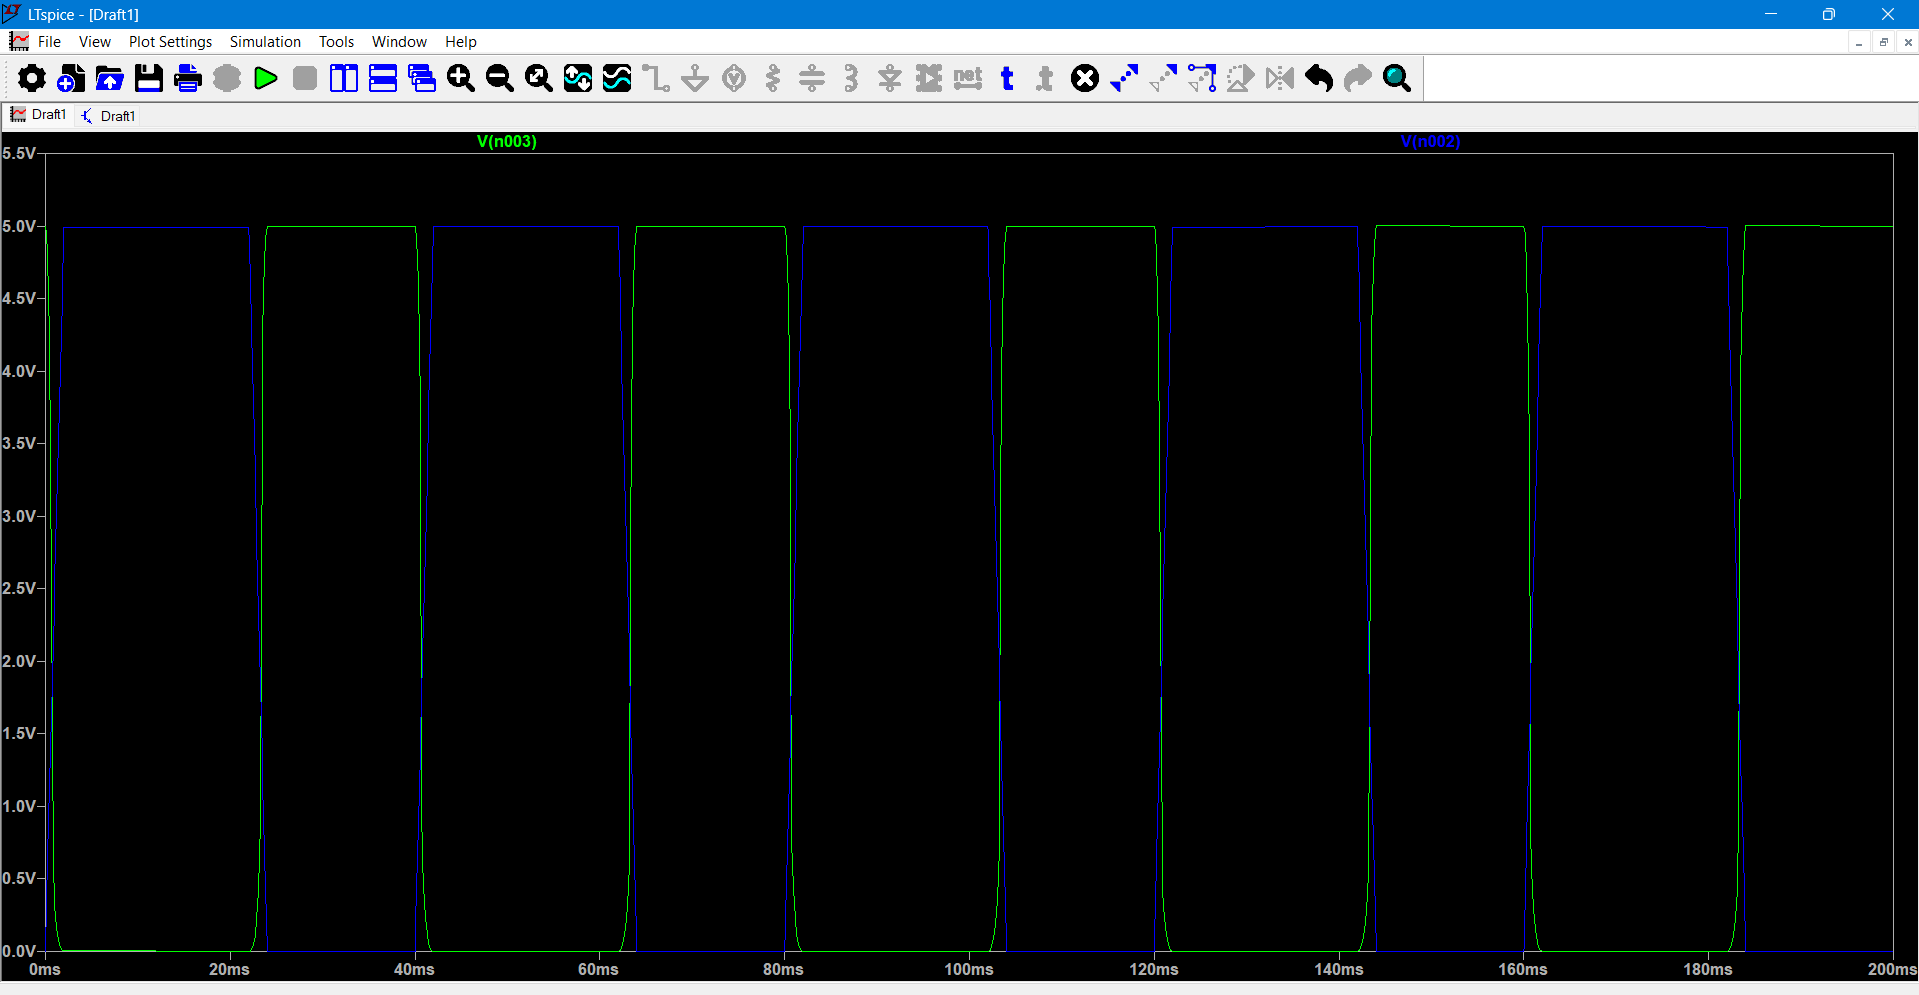 LTspice - [Draft1]
File View Plot Settings Simulation Tools Window Help
net
t
t
Draft1 Draft1
V(n003) V(n002)
5.5V
5.0V
4.5V
4.0V
3.5V
3.0V
2.5V
2.0V
1.5V
1.0V
0.5V
0.0V
0ms 20ms 40ms 60ms 80ms 100ms 120ms 140ms 160ms 180ms 200ms